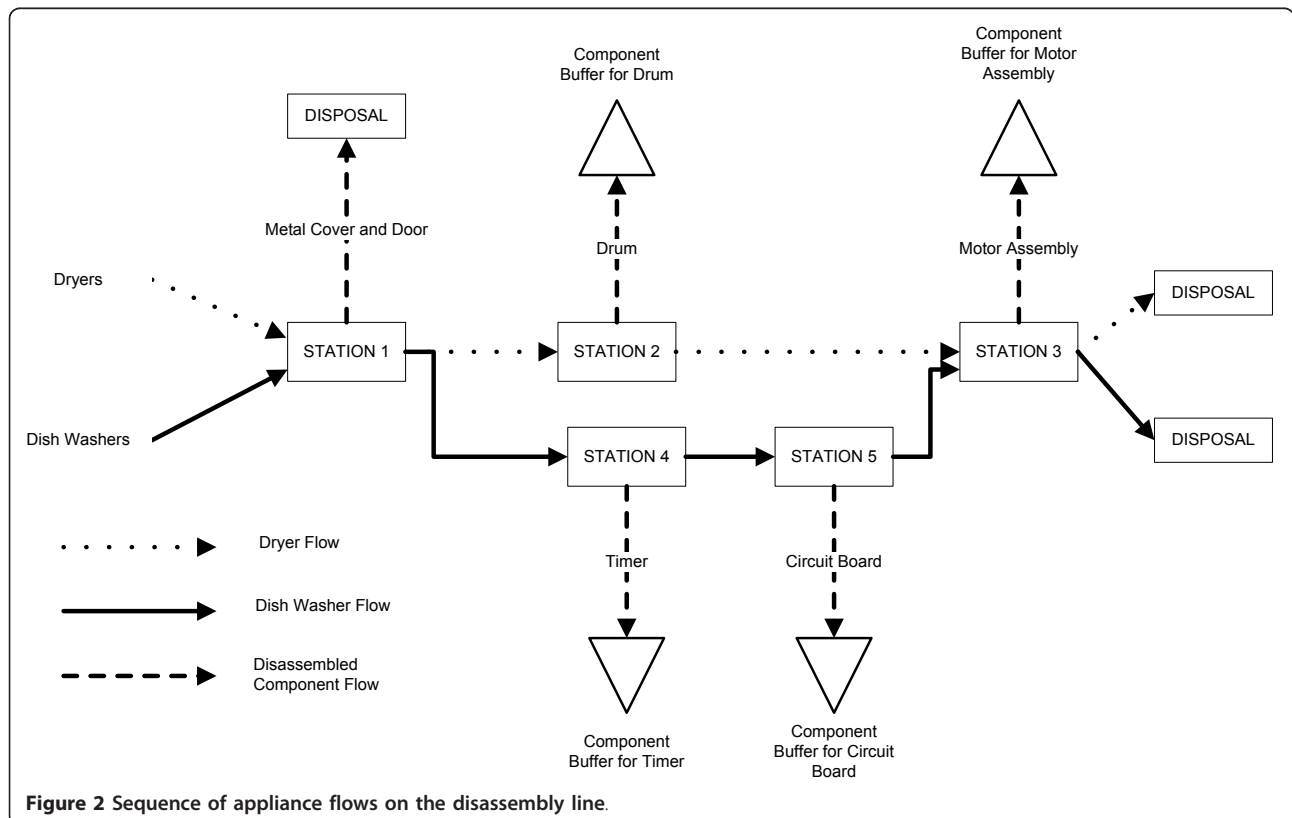 Component
Buffer for Drum
Component
Buffer for Motor
Assembly
DISPOSAL
Metal Cover and Door
Drum
Motor Assembly
Dryers
DISPOSAL
STATION 1
STATION 2
STATION 3
Dish Washers
DISPOSAL
STATION 4
STATION 5
Dryer Flow
Timer
Circuit Board
Dish Washer Flow
Disassembled
Component Flow
Component
Buffer for Timer
Component
Buffer for Circuit
Board
Figure 2 Sequence of appliance flows on the disassembly line.